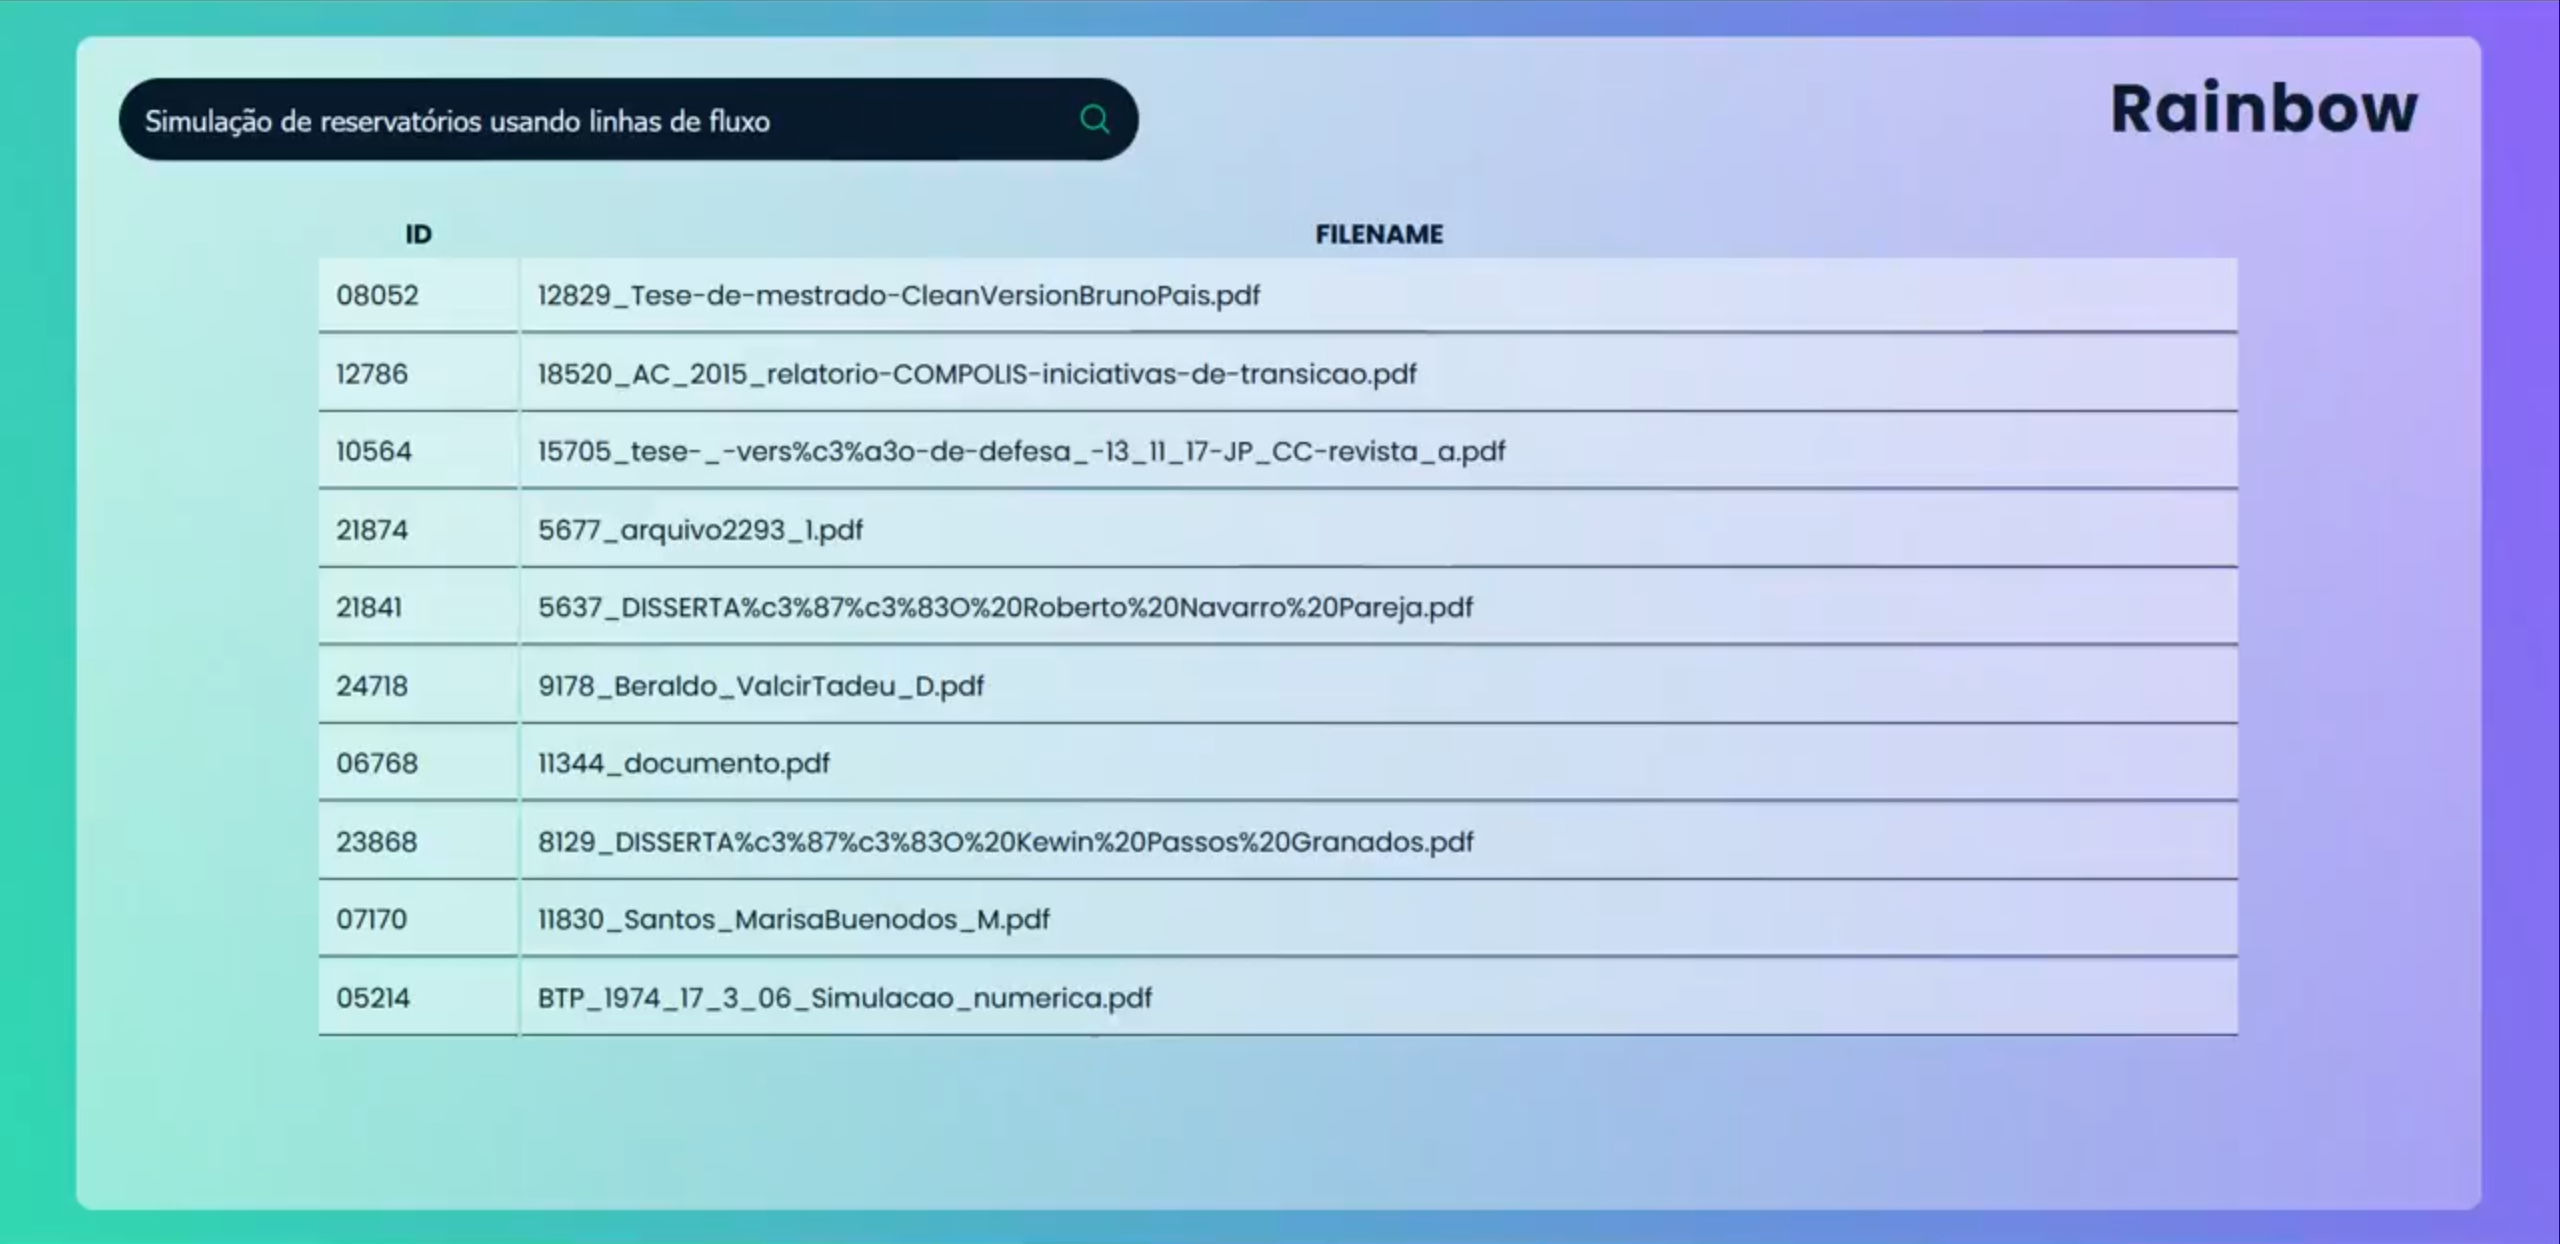 Simulação de reservatórios usando linhas de fluxo
Rainbow
ID FILENAME
08052 12829_Tese-de-mestrado-CleanVersionBrunoPais.pdf
12786 18520_AC_2015_relatorio-COMPOLIS-iniciativas-de-transicao.pdf
10564 15705_tese-_-vers%c3%a3o-de-defesa_-13_11_17-JP_CC-revista_a.pdf
21874 5677_arquivo2293_1.pdf
21841 5637_DISSERTA%c3%87%c3%83O%20Roberto%20Navarro%20Pareja.pdf
24718 9178_Beraldo_ValcirTadeu_D.pdf
06768 11344_documento.pdf
23868 8129_DISSERTA%c3%87%c3%83O%20Kewin%20Passos%20Granados.pdf
07170 11830_Santos_MarisaBuenodos_M.pdf
05214 BTP_1974_17_3_06_Simulacao_numerica.pdf